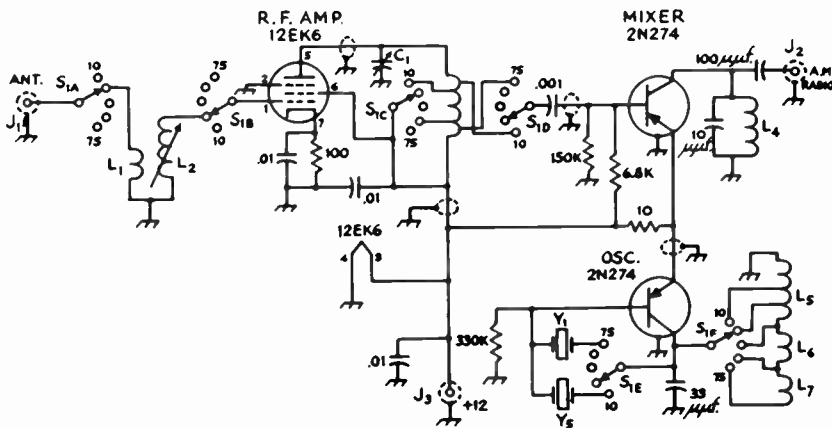 R.F. AMP. MIXER
12EK6 2N274
ANT. S1A 10 75 75 S1B 10 5 2 1 6 7 C1 10 S1C 75 75 S1D 10 .001 100 μμf. J2 A.M. RADIO
J1 L1 L2 .01 100 .01 150K 6.8K 10 μμf. L4
12EK6 10
4 3 OSC.
2N274
.01 J3 +12 330K Y1 75 S1E 10 Y5 33 μμf. 10 S1F 75 L5 L6 L7